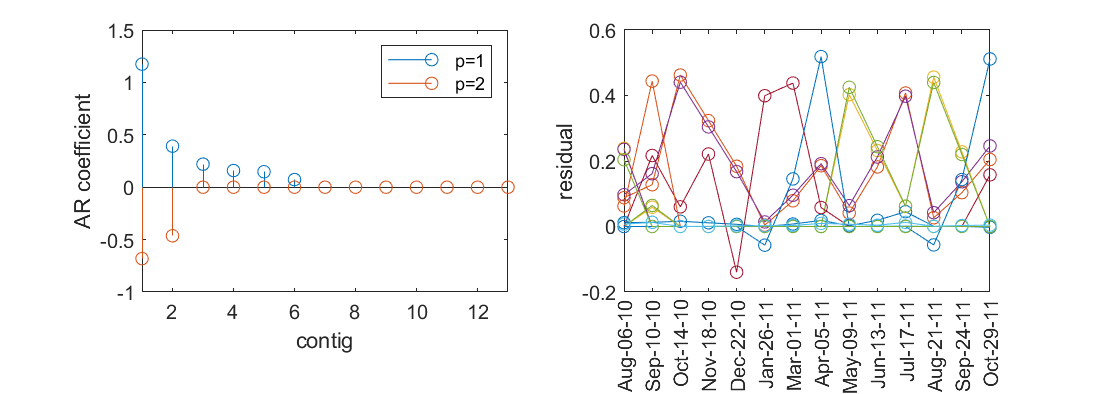 1.5
1
0.5
0
-0.5
-1
AR coefficient
p=1
p=2
2
4
6
8
10
12
contig
0.6
0.4
0.2
0
-0.2
residual
Aug-06-10
Sep-10-10
Oct-14-10
Nov-18-10
Dec-22-10
Jan-26-11
Mar-01-11
Apr-05-11
May-09-11
Jun-13-11
Jul-17-11
Aug-21-11
Sep-24-11
Oct-29-11